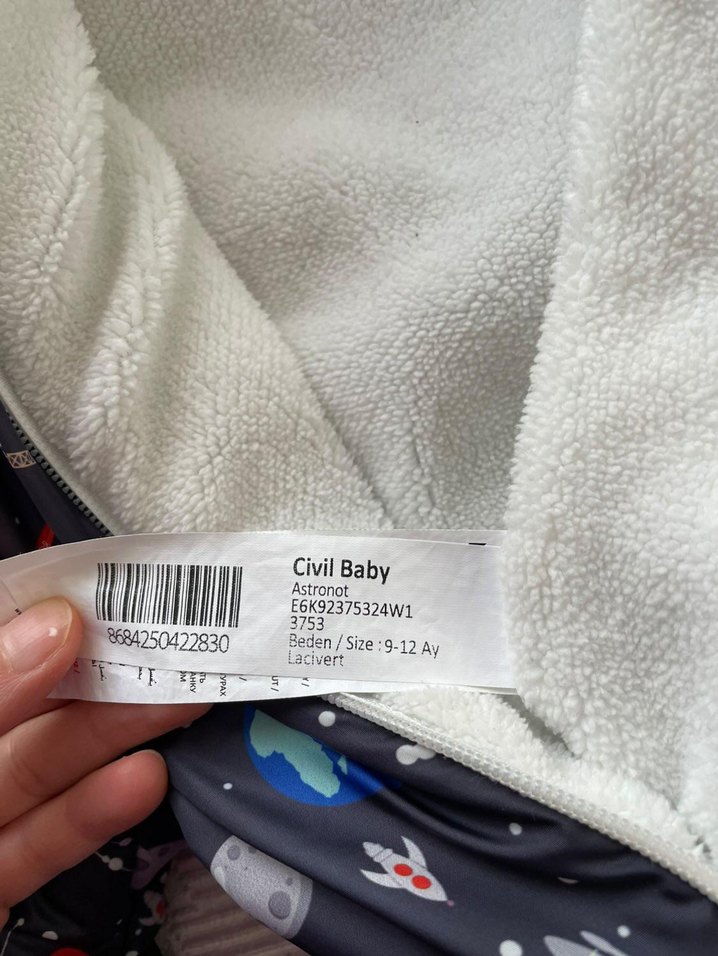 Civil Baby
Astronot
E6K92375324W1
3753
Beden / Size : 9-12 Ay
Lacivert
8684250422830